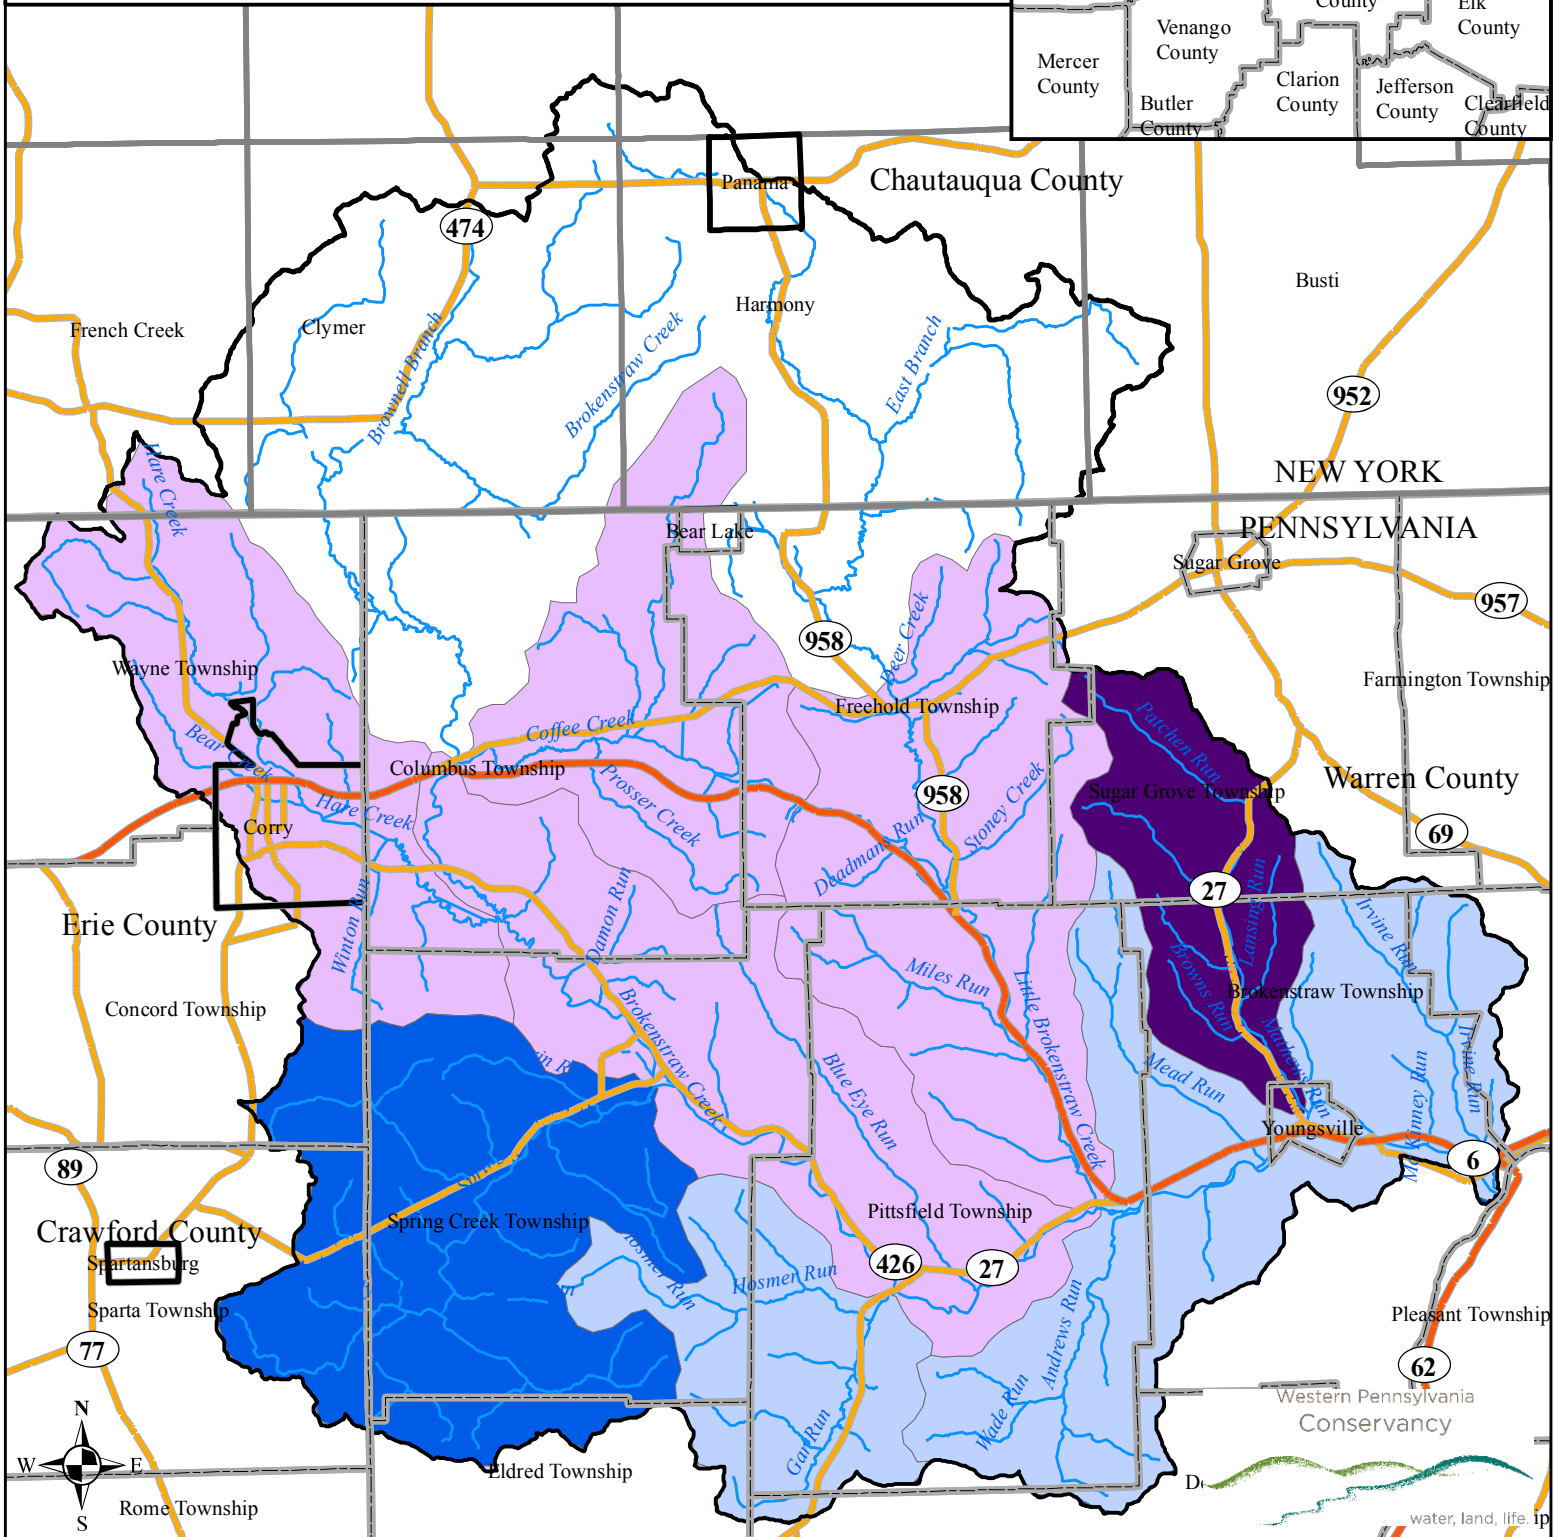 County
Elk
County
Venango
County
Mercer
County
Clarion
County
Jefferson
County
Butler
County
Clearfield
County
Panama
Chautauqua County
474
Busti
Harmony
French Creek
Clymer
Brownell Branch
Brokenstraw Creek
East Branch
952
Hare Creek
NEW YORK
PENNSYLVANIA
Bear Lake
Sugar Grove
957
958
Deer Creek
Wayne Township
Farmington Township
Freehold Township
Patchen Run
Coffee Creek
Bear Creek
Columbus Township
Warren County
Sugar Grove Township
958
Hare Creek
Prosser Creek
Stoney Creek
Corry
69
Deadmans Run
27
Lansing Run
Erie County
Winton Run
Damon Run
Irvine Run
Miles Run
Browns Run
Brokenstraw Township
Concord Township
Little Brokenstraw Creek
Brokenstraw Creek
Mathews Run
Irvine Run
Mead Run
Blue Eye Run
Youngsville
89
6
Pittsfield Township
Spring Creek Township
Crawford County
Spartansburg
Hosmer Run
Hosmer Run
426
27
Sparta Township
Andrews Run
Pleasant Township
77
62
Western Pennsylvania
Conservancy
Wade Run
Gar Run
N
W
E
S
Eldred Township
Rome Township
water, land, life.
ip